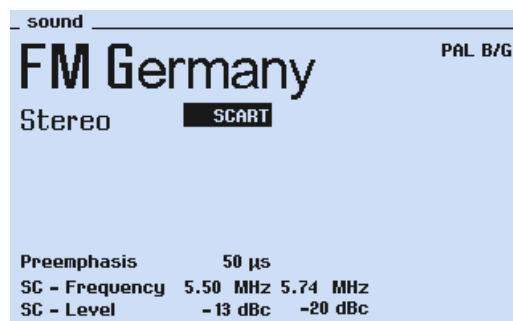 sound
FM Germany PAL B/G
Stereo SCART
Preemphasis 50 µs
SC - Frequency 5.50 MHz 5.74 MHz
SC - Level -13 dBc -20 dBc